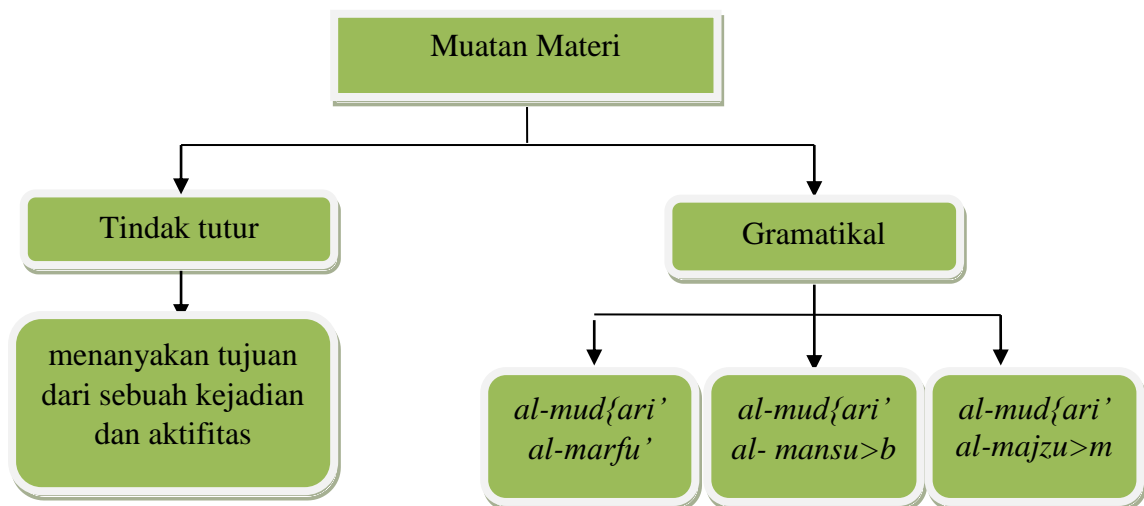 Muatan Materi
Tindak tutur
Gramatikal
menanyakan tujuan
dari sebuah kejadian
dan aktifitas
al-mud{ari’
al-marfu’
al-mud{ari’
al- mansu>b
al-mud{ari’
al-majzu>m